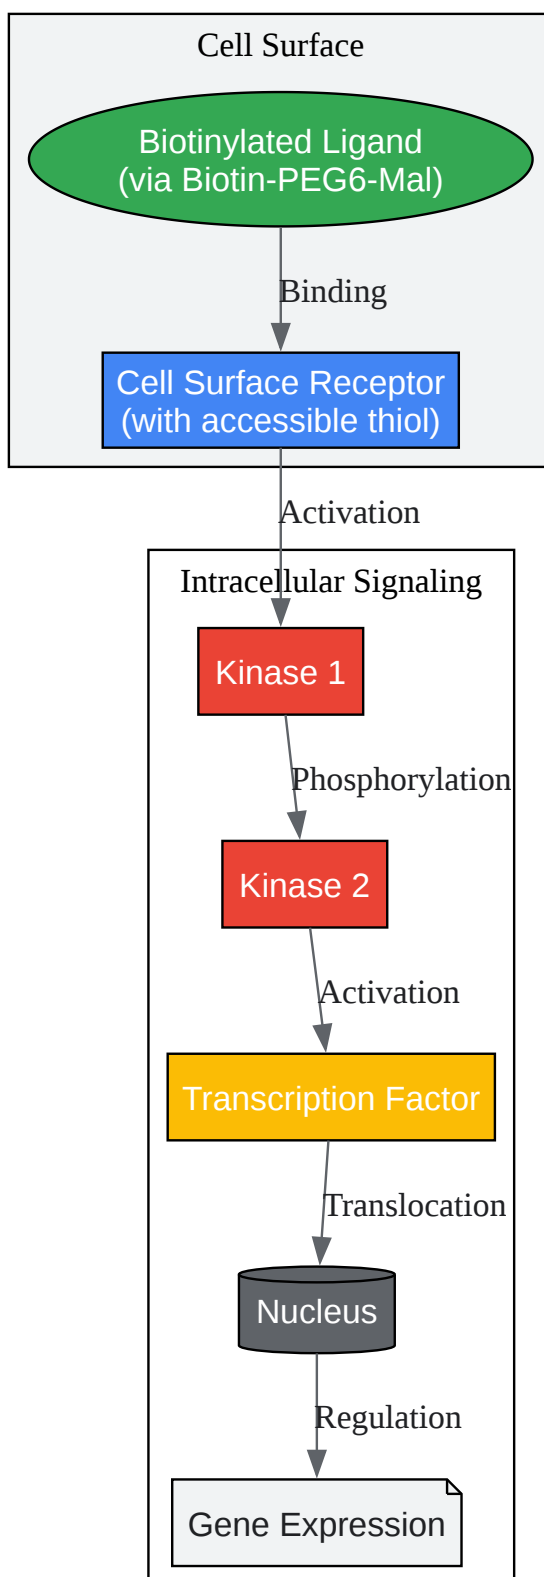 Cell Surface
Biotinylated Ligand
(via Biotin-PEG6-Mal)
Binding
Cell Surface Receptor
(with accessible thiol)
Activation
Intracellular Signaling
Kinase 1
Phosphorylation
Kinase 2
Activation
Transcription Factor
Translocation
Nucleus
Regulation
Gene Expression